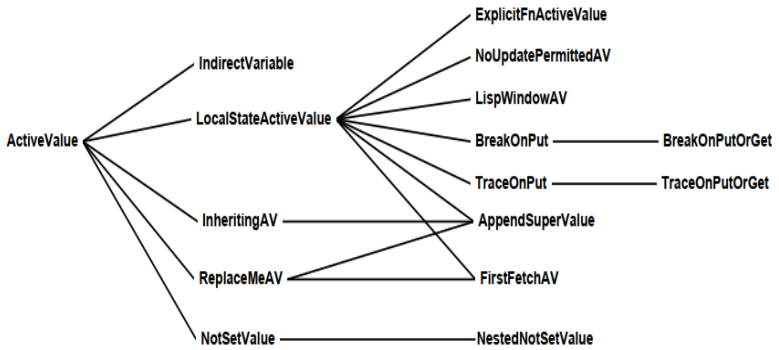 ExplicitFnActiveValue
NoUpdatePermittedAV
IndirectVariable
LispWindowAV
LocalStateActiveValue
ActiveValue
BreakOnPut
BreakOnPutOrGet
TraceOnPut
TraceOnPutOrGet
InheritingAV
AppendSuperValue
ReplaceMeAV
FirstFetchAV
NotSetValue
NestedNotSetValue